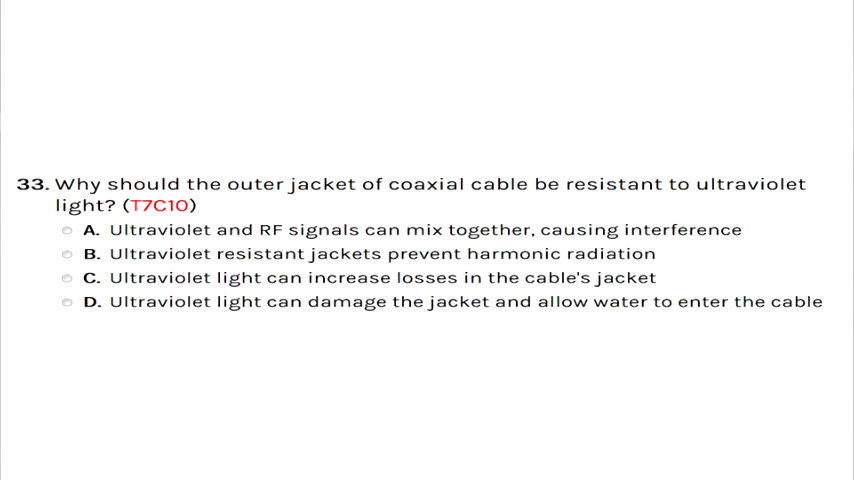 33. Why should the outer jacket of coaxial cable be resistant to ultraviolet
light? (T7C10)
A. Ultraviolet and RF signals can mix together, causing interference
B. Ultraviolet resistant jackets prevent harmonic radiation
C. Ultraviolet light can increase losses in the cable's jacket
D. Ultraviolet light can damage the jacket and allow water to enter the cable